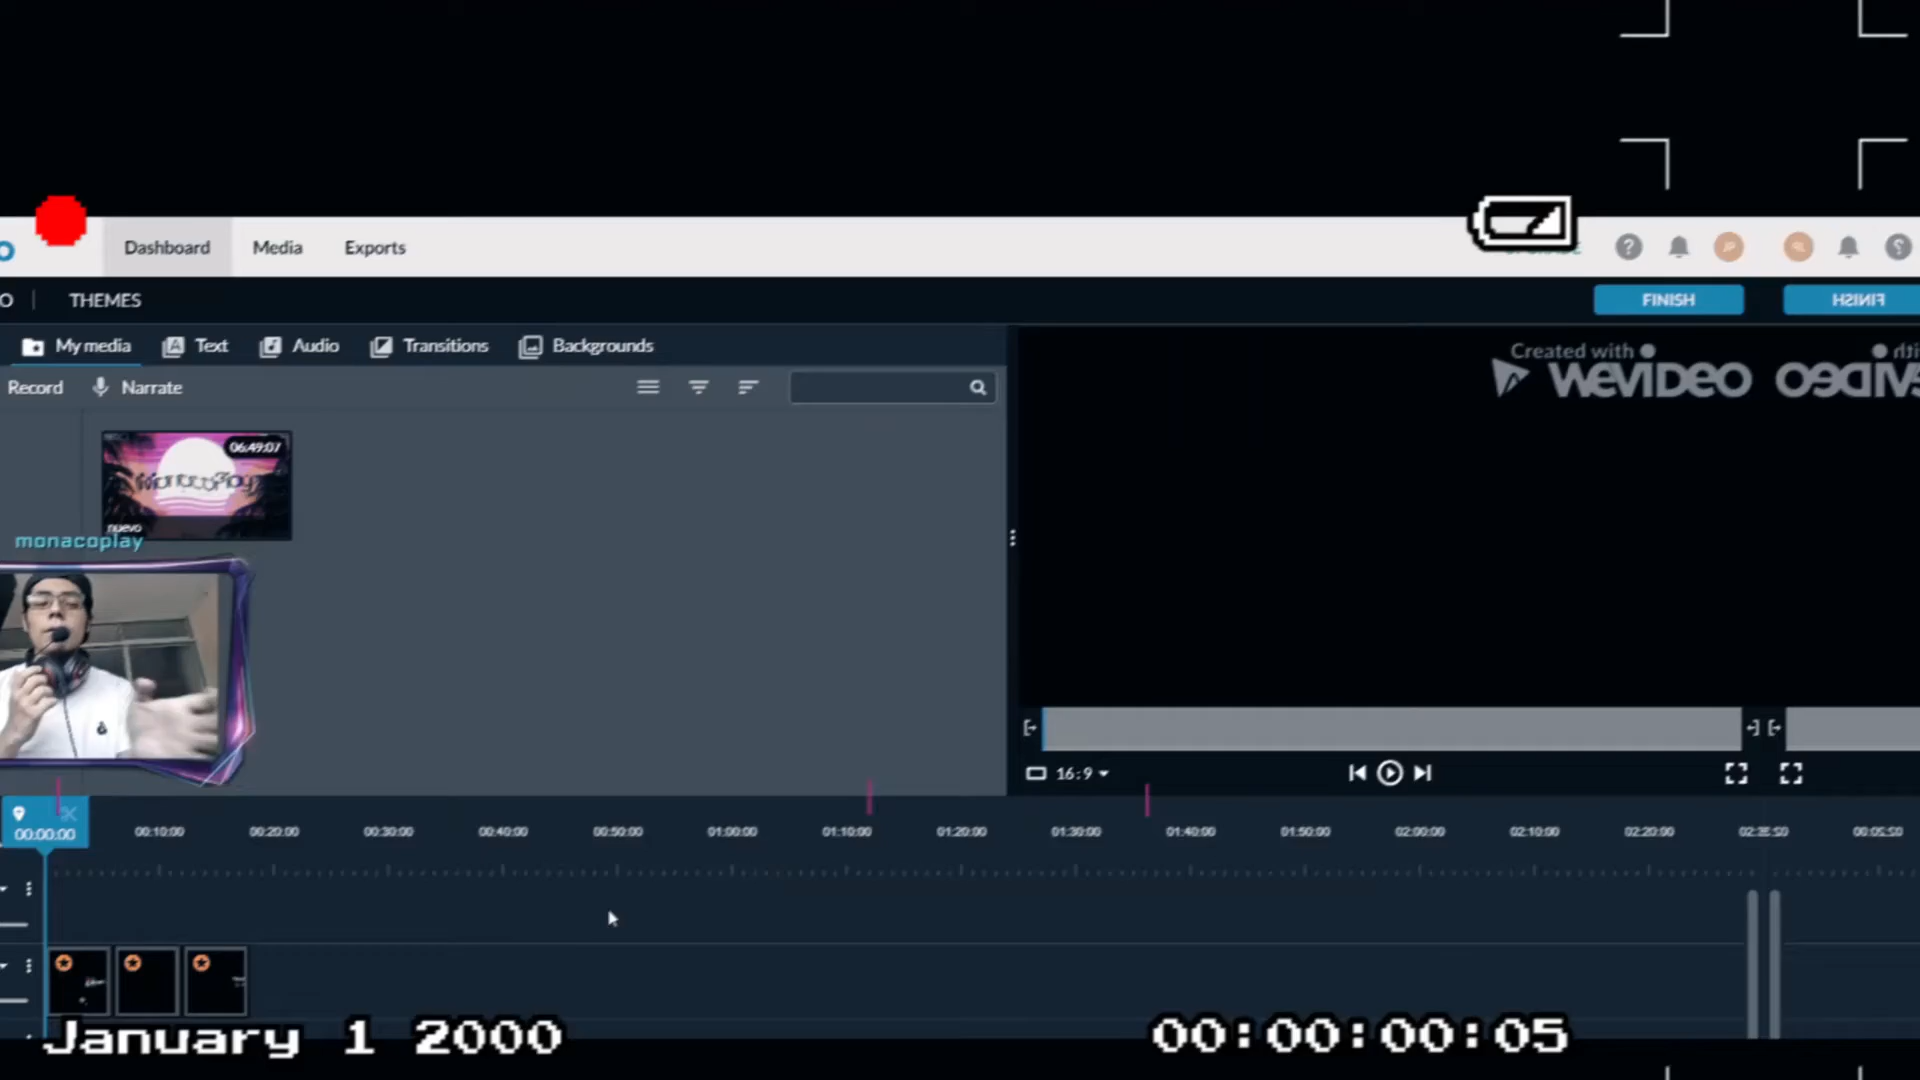 Dashboard Media Exports
THEMES
FINISH FINISH
My media Text Audio Transitions Backgrounds
Created with
WEVIDEO
Record Narrate
06:49:07
MonacoPlay
nuevo
monacoplay
16:9
00:00:00 00:10:00 00:20:00 00:30:00 00:40:00 00:50:00 01:00:00 01:10:00 01:20:00 01:30:00 01:40:00 01:50:00 02:00:00 02:10:00 02:20:00
January 1 2000
00:00:00:05